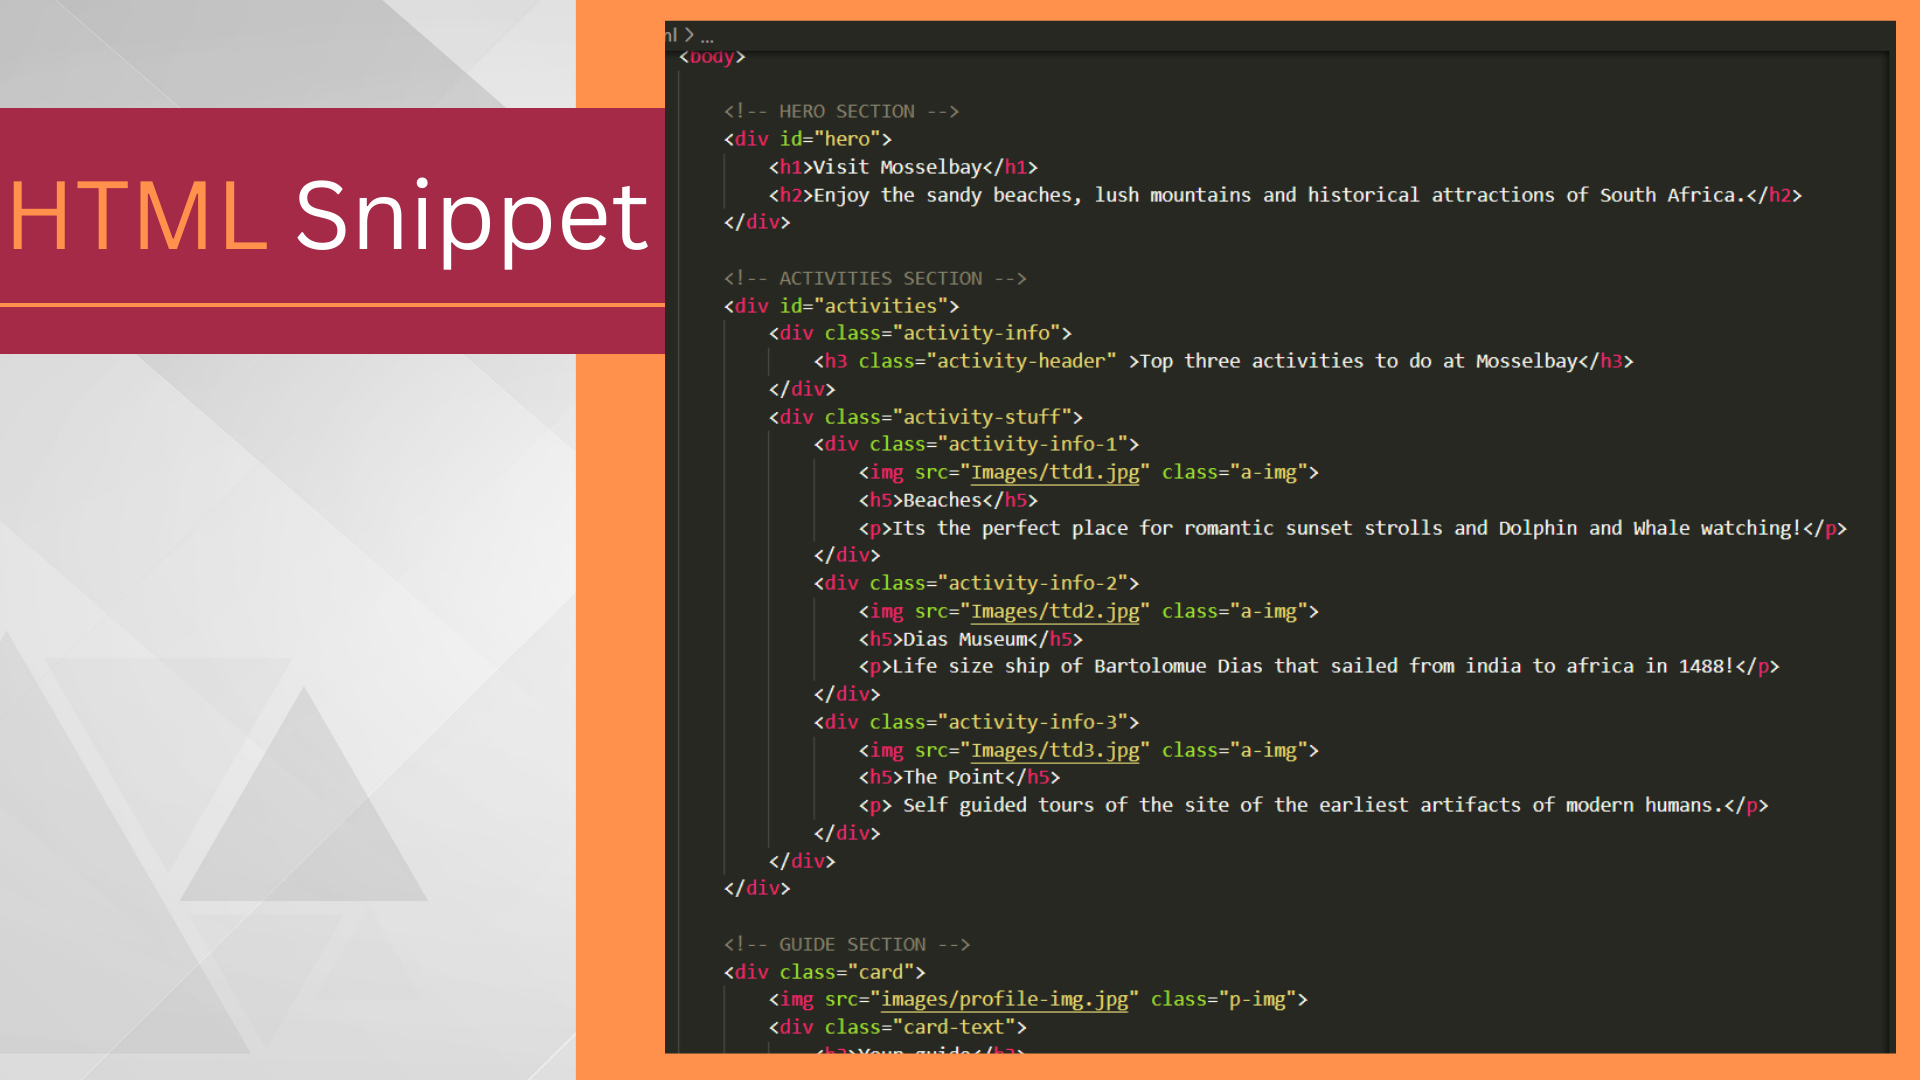 HTML Snippet
> ...
<body>
<!-- HERO SECTION -->
<div id="hero">
<h1>Visit Mosselbay</h1>
<h2>Enjoy the sandy beaches, lush mountains and historical attractions of South Africa.</h2>
</div>
<!-- ACTIVITIES SECTION -->
<div id="activities">
<div class="activity-info">
<h3 class="activity-header" >Top three activities to do at Mosselbay</h3>
</div>
<div class="activity-stuff">
<div class="activity-info-1">
<img src="Images/ttd1.jpg" class="a-img">
<h5>Beaches</h5>
<p>Its the perfect place for romantic sunset strolls and Dolphin and Whale watching!</p>
</div>
<div class="activity-info-2">
<img src="Images/ttd2.jpg" class="a-img">
<h5>Dias Museum</h5>
<p>Life size ship of Bartolomue Dias that sailed from india to africa in 1488!</p>
</div>
<div class="activity-info-3">
<img src="Images/ttd3.jpg" class="a-img">
<h5>The Point</h5>
<p> Self guided tours of the site of the earliest artifacts of modern humans.</p>
</div>
</div>
</div>
<!-- GUIDE SECTION -->
<div class="card">
<img src="images/profile-img.jpg" class="p-img">
<div class="card-text">